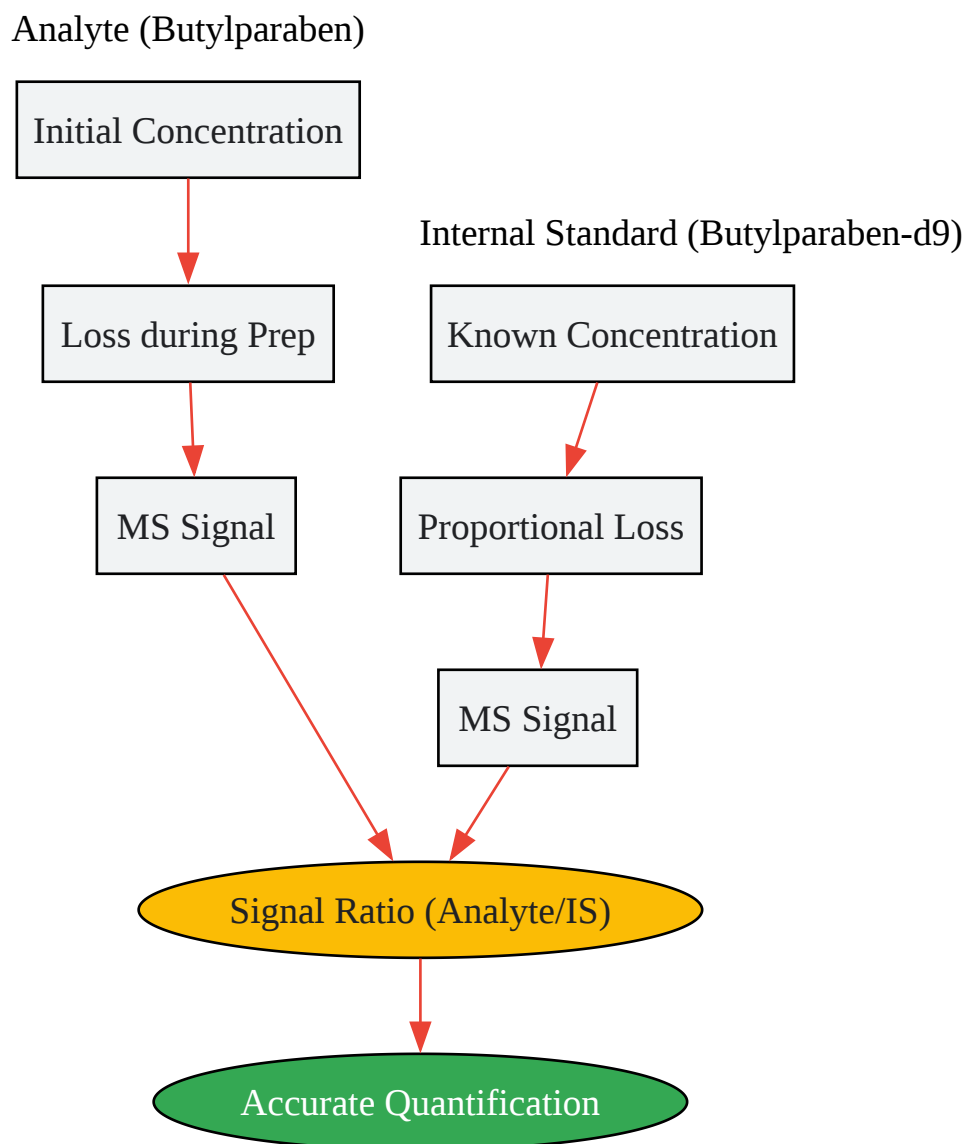 Analyte (Butylparaben)
Initial Concentration
Internal Standard (Butylparaben-d9)
Loss during Prep
Known Concentration
MS Signal
Proportional Loss
MS Signal
Signal Ratio (Analyte/IS)
Accurate Quantification